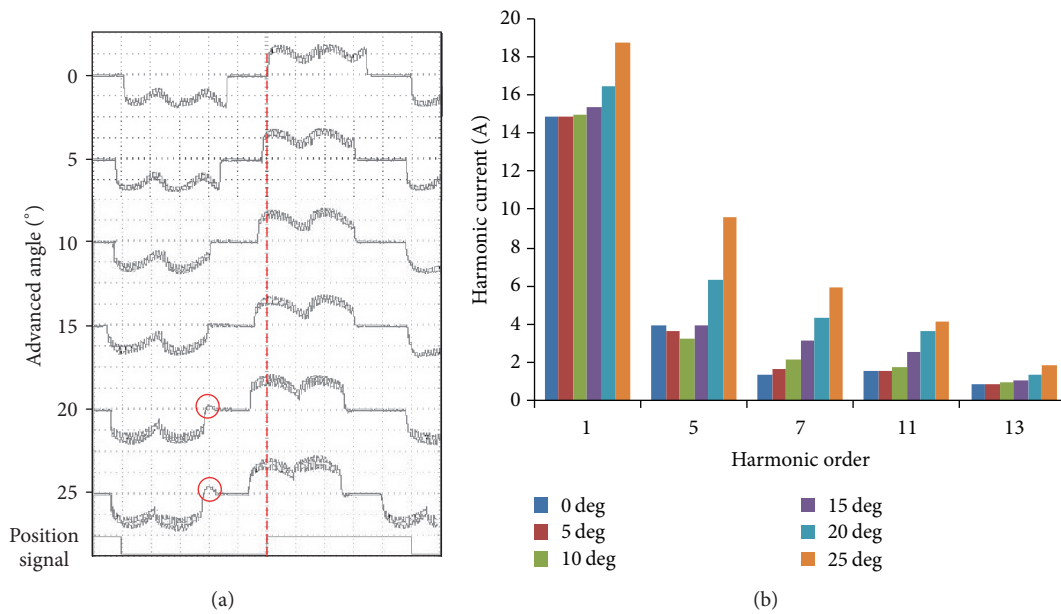 Advanced angle (°)
0
5
10
15
20
25
Position
signal
(a)
Harmonic current (A)
20
18
16
14
12
10
8
6
4
2
0
1 5 7 11 13
Harmonic order
0 deg
5 deg
10 deg
15 deg
20 deg
25 deg
(b)